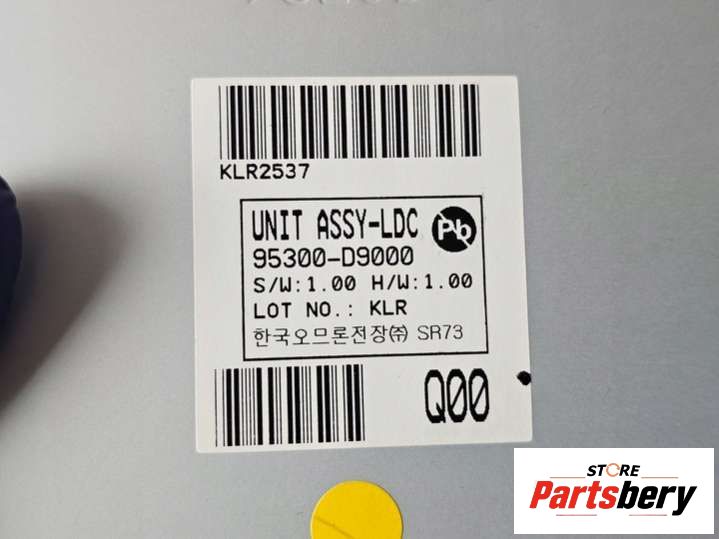 KLR2537
UNIT ASSY-LDC
Pb
95300-D9000
S/W:1.00 H/W:1.00
LOT NO.: KLR
한국오므론전장㈜ SR73
Q00
STORE
Partsbery